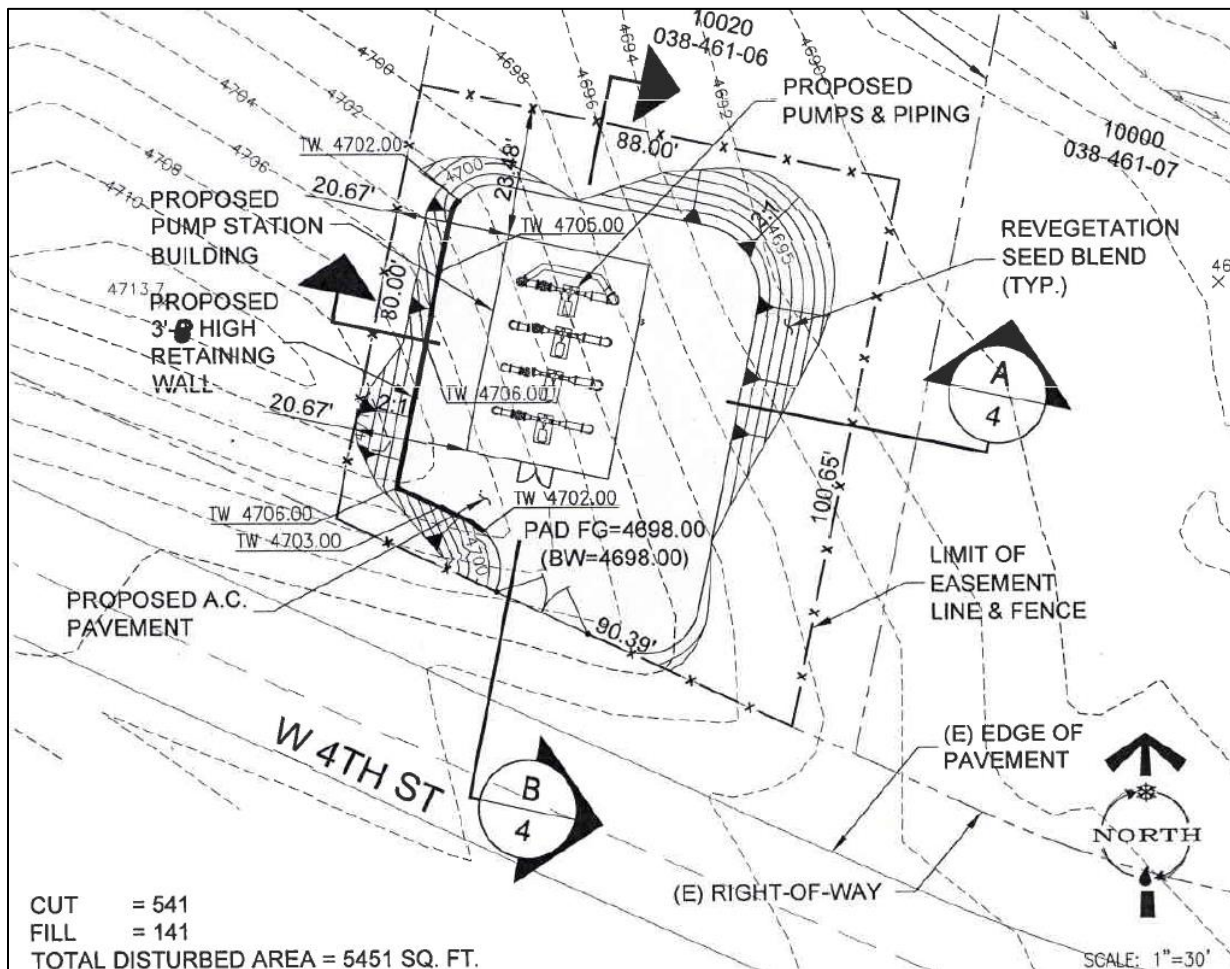 10020
038-461-06
4700
4698
4694
4690
4704
4702
4696
4692
PROPOSED
PUMPS & PIPING
10000
038-461-07
4706
TW 4702.00
88.00'
23.48'
4708
4700
20.67'
4710
PROPOSED
PUMP STATION
BUILDING
TW 4705.00
2:1
4695
REVEGETATION
SEED BLEND
(TYP.)
4713.7
80.00'
PROPOSED
HIGH
RETAINING
WALL
TW 4706.00
20.67'
2:1
A
4
100.65'
TW 4706.00
TW 4702.00
TW 4703.00
4700
PAD FG=4698.00
(BW=4698.00)
LIMIT OF
EASEMENT
LINE & FENCE
PROPOSED A.C.
PAVEMENT
90.39'
W 4TH ST
B
4
(E) EDGE OF
PAVEMENT
NORTH
(E) RIGHT-OF-WAY
CUT = 541
FILL = 141
TOTAL DISTURBED AREA = 5451 SQ. FT.
SCALE: 1"=30'